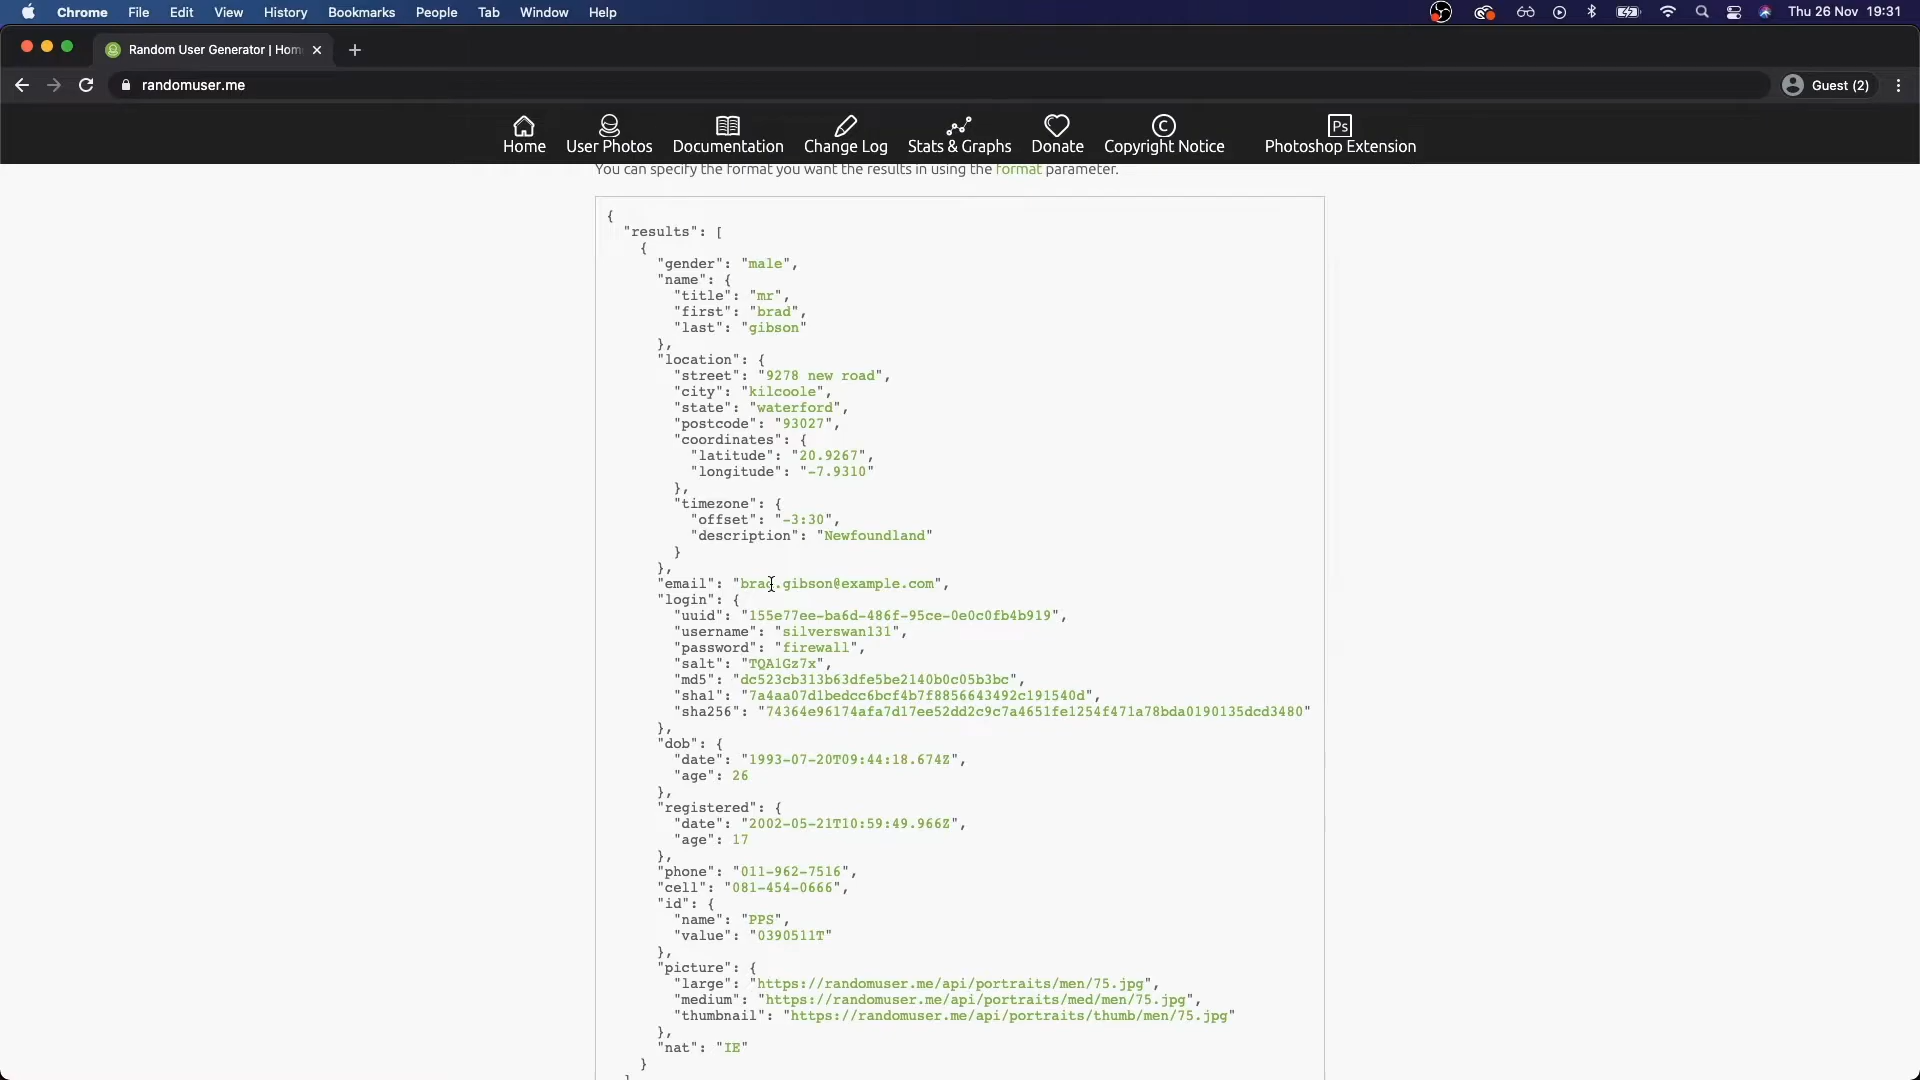 Chrome File Edit View History Bookmarks People Tab Window Help Thu 26 Nov 19:31
Random User Generator | Hom
randomuser.me Guest (2)
Ps
Home User Photos Documentation Change Log Stats & Graphs Donate Copyright Notice Photoshop Extension
You can specify the format you want the results in using the format parameter.
{
"results": [
{
"gender": "male",
"name": {
"title": "mr",
"first": "brad",
"last": "gibson"
},
"location": {
"street": "9278 new road",
"city": "kilcoole",
"state": "waterford",
"postcode": "93027",
"coordinates": {
"latitude": "20.9267",
"longitude": "-7.9310"
},
"timezone": {
"offset": "-3:30",
"description": "Newfoundland"
}
},
"email": "brad.gibson@example.com",
"login": {
"uuid": "155e77ee-ba6d-486f-95ce-0e0c0fb4b919",
"username": "silverswan131",
"password": "firewall",
"salt": "TQA1Gz7x",
"md5": "dc523cb313b63dfe5be2140b0c05b3bc",
"sha1": "7a4aa07d1bedcc6bcf4b7f8856643492c191540d",
"sha256": "74364e96174afa7d17ee52dd2c9c7a4651fe1254f471a78bda0190135dcd3480"
},
"dob": {
"date": "1993-07-20T09:44:18.674Z",
"age": 26
},
"registered": {
"date": "2002-05-21T10:59:49.966Z",
"age": 17
},
"phone": "011-962-7516",
"cell": "081-454-0666",
"id": {
"name": "PPS",
"value": "0390511T"
},
"picture": {
"large": "https://randomuser.me/api/portraits/men/75.jpg",
"medium": "https://randomuser.me/api/portraits/med/men/75.jpg",
"thumbnail": "https://randomuser.me/api/portraits/thumb/men/75.jpg"
},
"nat": "IE"
}